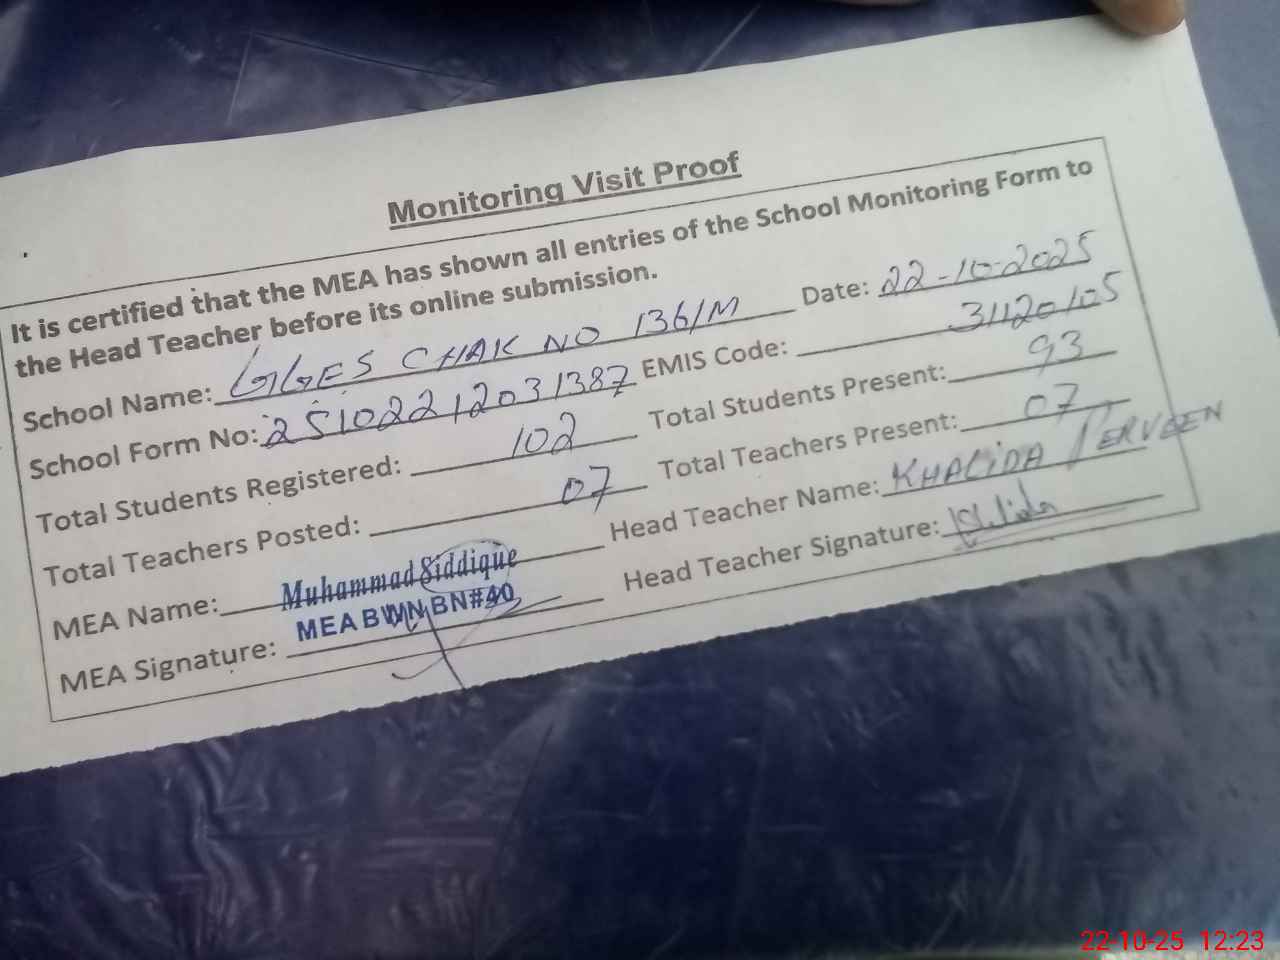 Monitoring Visit Proof
It is certified that the MEA has shown all entries of the School Monitoring Form to
the Head Teacher before its online submission.
School Name: GGES CHAK NO 136/M Date: 22-10-2025
School Form No: 25102212031387 EMIS Code: 31120105
Total Students Registered: 102 Total Students Present: 93
Total Teachers Posted: 07 Total Teachers Present: 07
MEA Name: Muhammad Siddique Head Teacher Name: KHALIDA PERVEEN
MEA Signature: MEA BWN BN#40 Head Teacher Signature: Khalida
22-10-25 12:23